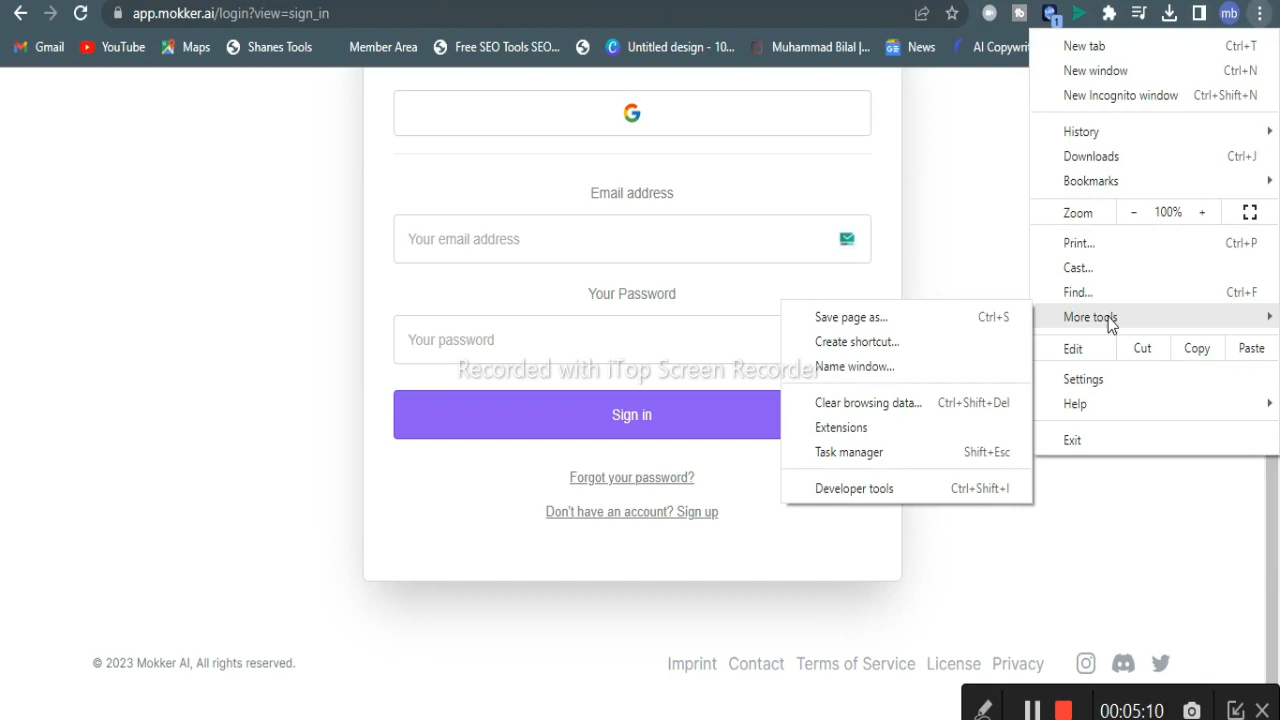 app.mokker.ai/login?view=sign_in
1
mb
Gmail
YouTube
Maps
Shanes Tools
Member Area
Free SEO Tools SEO...
Untitled design - 10...
Muhammad Bilal |...
GE
News
AI Copywri
New tab Ctrl+T
New window Ctrl+N
New Incognito window Ctrl+Shift+N
History
Downloads Ctrl+J
Bookmarks
Zoom - 100% +
Print... Ctrl+P
Cast...
Find... Ctrl+F
More tools
Edit Cut Copy Paste
Settings
Help
Exit
Save page as... Ctrl+S
Create shortcut...
Name window...
Clear browsing data... Ctrl+Shift+Del
Extensions
Task manager Shift+Esc
Developer tools Ctrl+Shift+I
G
Email address
Your email address
Your Password
Your password
Recorded with iTop Screen Recorder
Sign in
Forgot your password?
Don't have an account? Sign up
© 2023 Mokker AI, All rights reserved.
Imprint Contact Terms of Service License Privacy
00:05:10